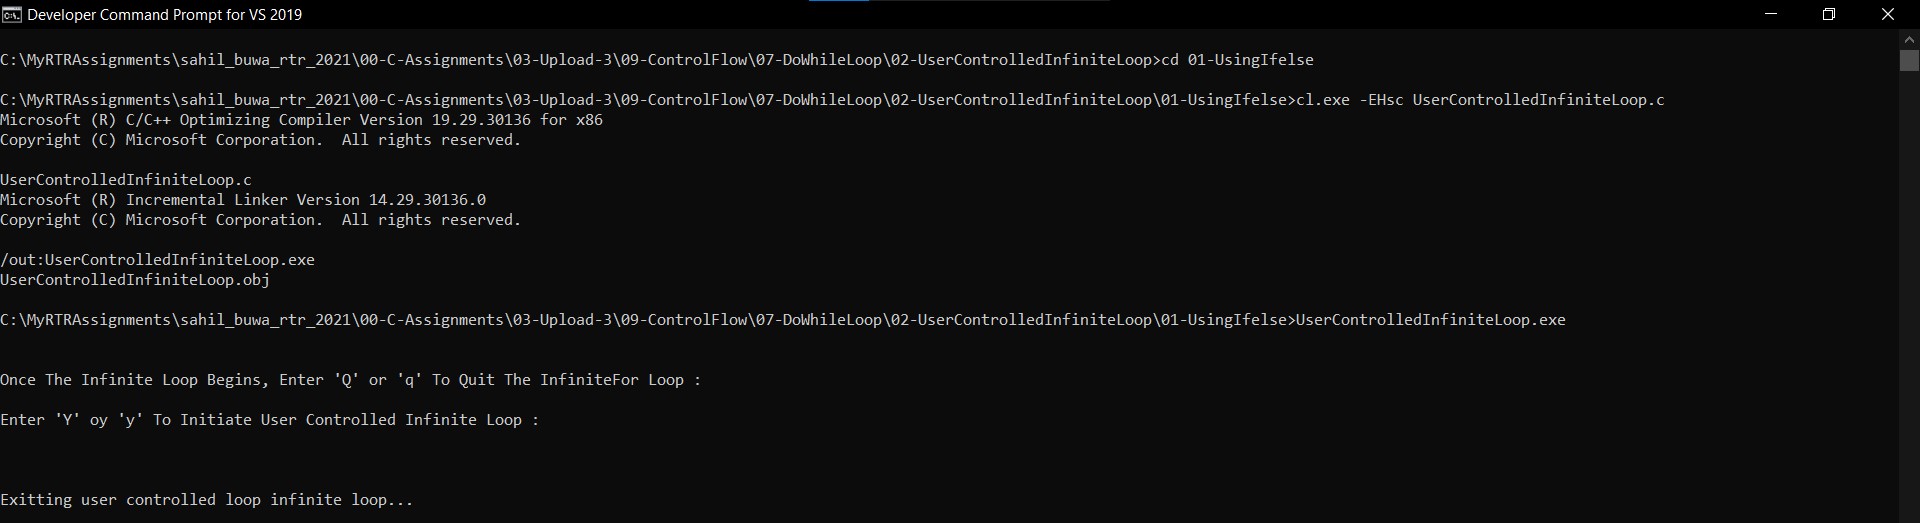 Developer Command Prompt for VS 2019
C:\MyRTRAssignments\sahil_buwa_rtr_2021\00-C-Assignments\03-Upload-3\09-ControlFlow\07-DoWhileLoop\02-UserControlledInfiniteLoop>cd 01-UsingIfelse
C:\MyRTRAssignments\sahil_buwa_rtr_2021\00-C-Assignments\03-Upload-3\09-ControlFlow\07-DoWhileLoop\02-UserControlledInfiniteLoop\01-UsingIfelse>cl.exe -EHsc UserControlledInfiniteLoop.c
Microsoft (R) C/C++ Optimizing Compiler Version 19.29.30136 for x86
Copyright (C) Microsoft Corporation.  All rights reserved.
UserControlledInfiniteLoop.c
Microsoft (R) Incremental Linker Version 14.29.30136.0
Copyright (C) Microsoft Corporation.  All rights reserved.
/out:UserControlledInfiniteLoop.exe
UserControlledInfiniteLoop.obj
C:\MyRTRAssignments\sahil_buwa_rtr_2021\00-C-Assignments\03-Upload-3\09-ControlFlow\07-DoWhileLoop\02-UserControlledInfiniteLoop\01-UsingIfelse>UserControlledInfiniteLoop.exe
Once The Infinite Loop Begins, Enter 'Q' or 'q' To Quit The InfiniteFor Loop :
Enter 'Y' oy 'y' To Initiate User Controlled Infinite Loop :
Exitting user controlled loop infinite loop...